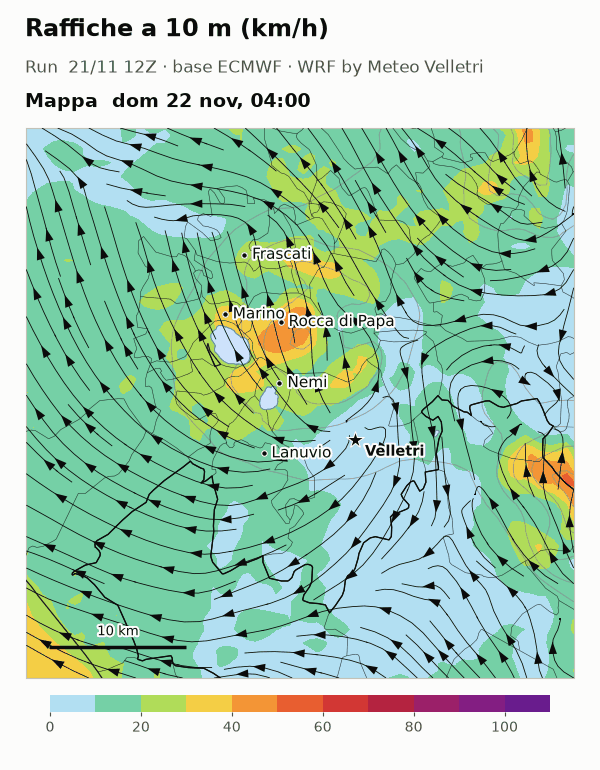 Raffiche a 10 m (km/h)
Run  21/11 12Z · base ECMWF · WRF by Meteo Velletri
Mappa  dom 22 nov, 04:00
Frascati
Marino
Rocca di Papa
Nemi
Velletri
Lanuvio
10 km
0 20 40 60 80 100